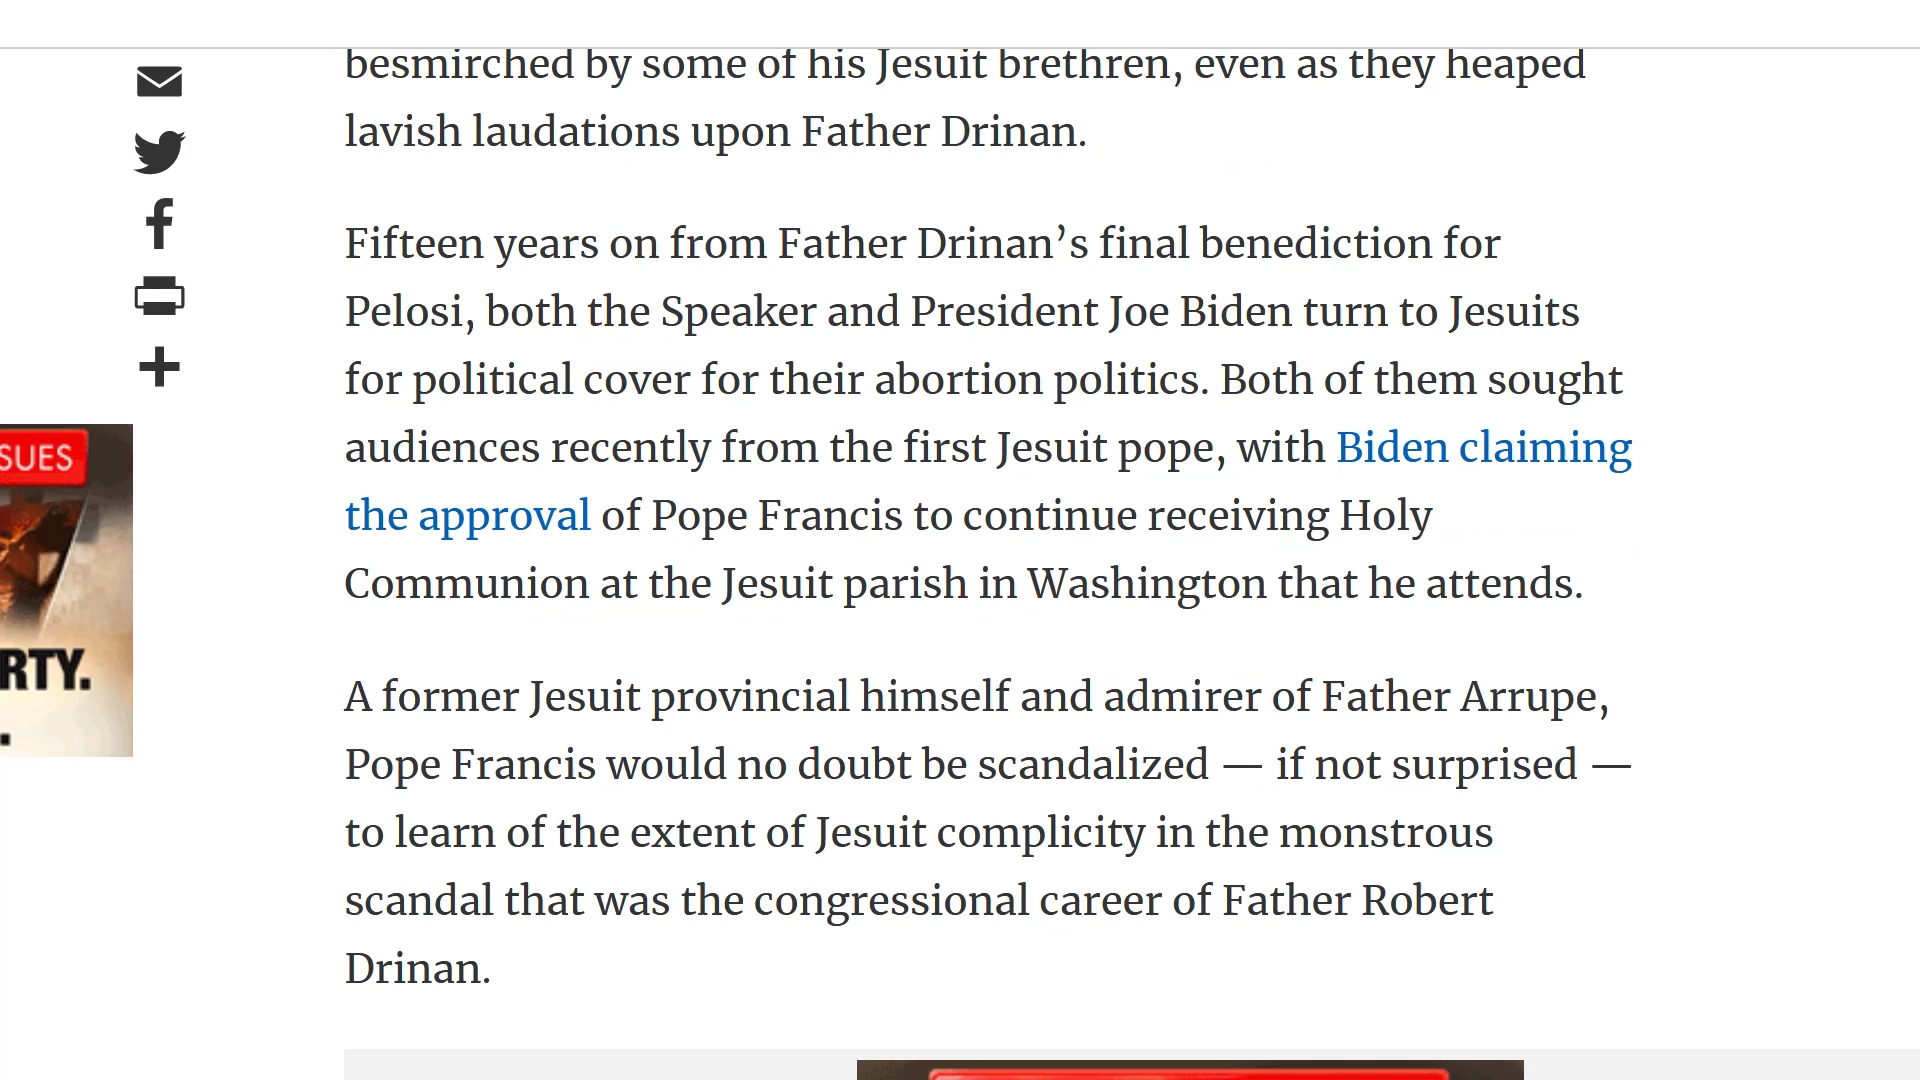 besmirched by some of his Jesuit brethren, even as they heaped
lavish laudations upon Father Drinan.
Fifteen years on from Father Drinan’s final benediction for
Pelosi, both the Speaker and President Joe Biden turn to Jesuits
for political cover for their abortion politics. Both of them sought
audiences recently from the first Jesuit pope, with Biden claiming
the approval of Pope Francis to continue receiving Holy
Communion at the Jesuit parish in Washington that he attends.
A former Jesuit provincial himself and admirer of Father Arrupe,
Pope Francis would no doubt be scandalized — if not surprised —
to learn of the extent of Jesuit complicity in the monstrous
scandal that was the congressional career of Father Robert
Drinan.
SUES
RTY.